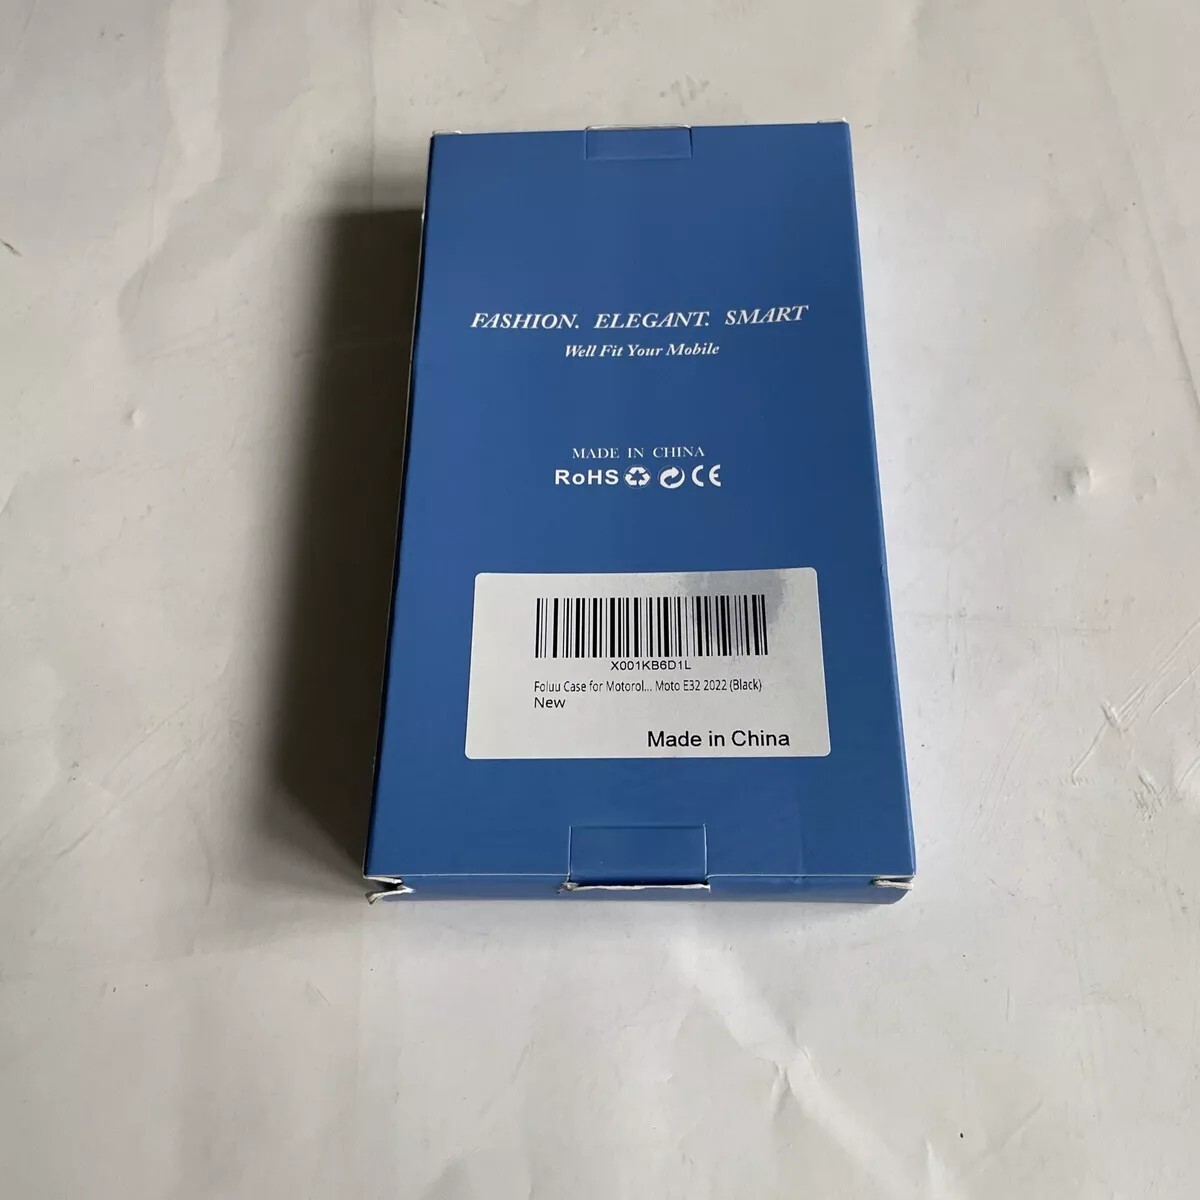 FASHION. ELEGANT. SMART
Well Fit Your Mobile
MADE IN CHINA
RoHS CE
X001KB6D1L
Foluu Case for Motorol... Moto E32 2022 (Black)
New
Made in China